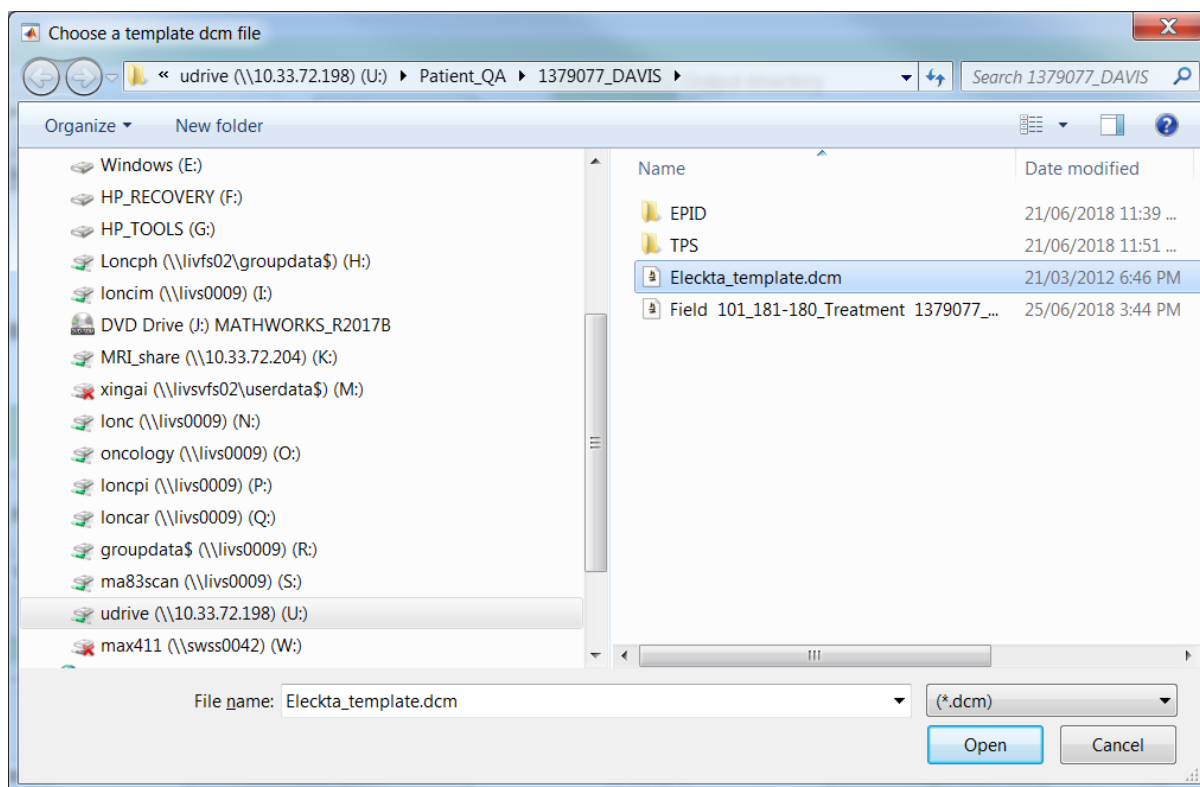 Choose a template dcm file
« udrive (\\10.33.72.198) (U:) ▸ Patient_QA ▸ 1379077_DAVIS ▸
Search 1379077_DAVIS
Organize ▾ New folder
Windows (E:)
HP_RECOVERY (F:)
HP_TOOLS (G:)
Loncph (\\livfs02\groupdata$) (H:)
loncim (\\livs0009) (I:)
DVD Drive (J:) MATHWORKS_R2017B
MRI_share (\\10.33.72.204) (K:)
xingai (\\livsvfs02\userdata$) (M:)
lonc (\\livs0009) (N:)
oncology (\\livs0009) (O:)
loncpi (\\livs0009) (P:)
loncar (\\livs0009) (Q:)
groupdata$ (\\livs0009) (R:)
ma83scan (\\livs0009) (S:)
udrive (\\10.33.72.198) (U:)
max411 (\\swss0042) (W:)
Name Date modified
EPID 21/06/2018 11:39 ...
TPS 21/06/2018 11:51 ...
Eleckta_template.dcm 21/03/2012 6:46 PM
Field 101_181-180_Treatment 1379077_... 25/06/2018 3:44 PM
File name: Eleckta_template.dcm (*.dcm)
Open Cancel